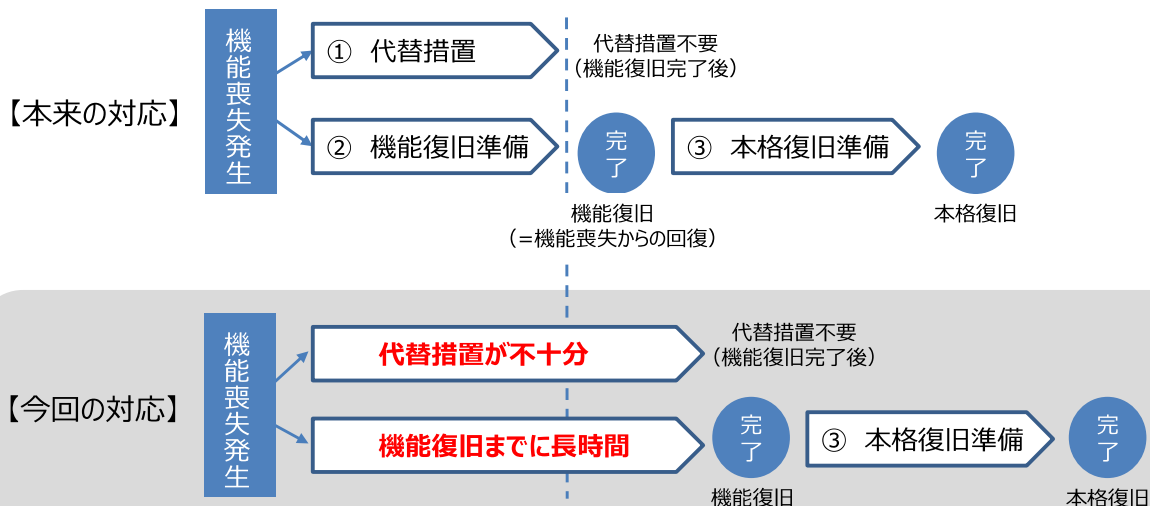 【本来の対応】
機能喪失発生
① 代替措置
代替措置不要
(機能復旧完了後)
② 機能復旧準備
完了
機能復旧
(=機能喪失からの回復)
③ 本格復旧準備
完了
本格復旧
【今回の対応】
機能喪失発生
代替措置が不十分
代替措置不要
(機能復旧完了後)
機能復旧までに長時間
完了
機能復旧
③ 本格復旧準備
完了
本格復旧